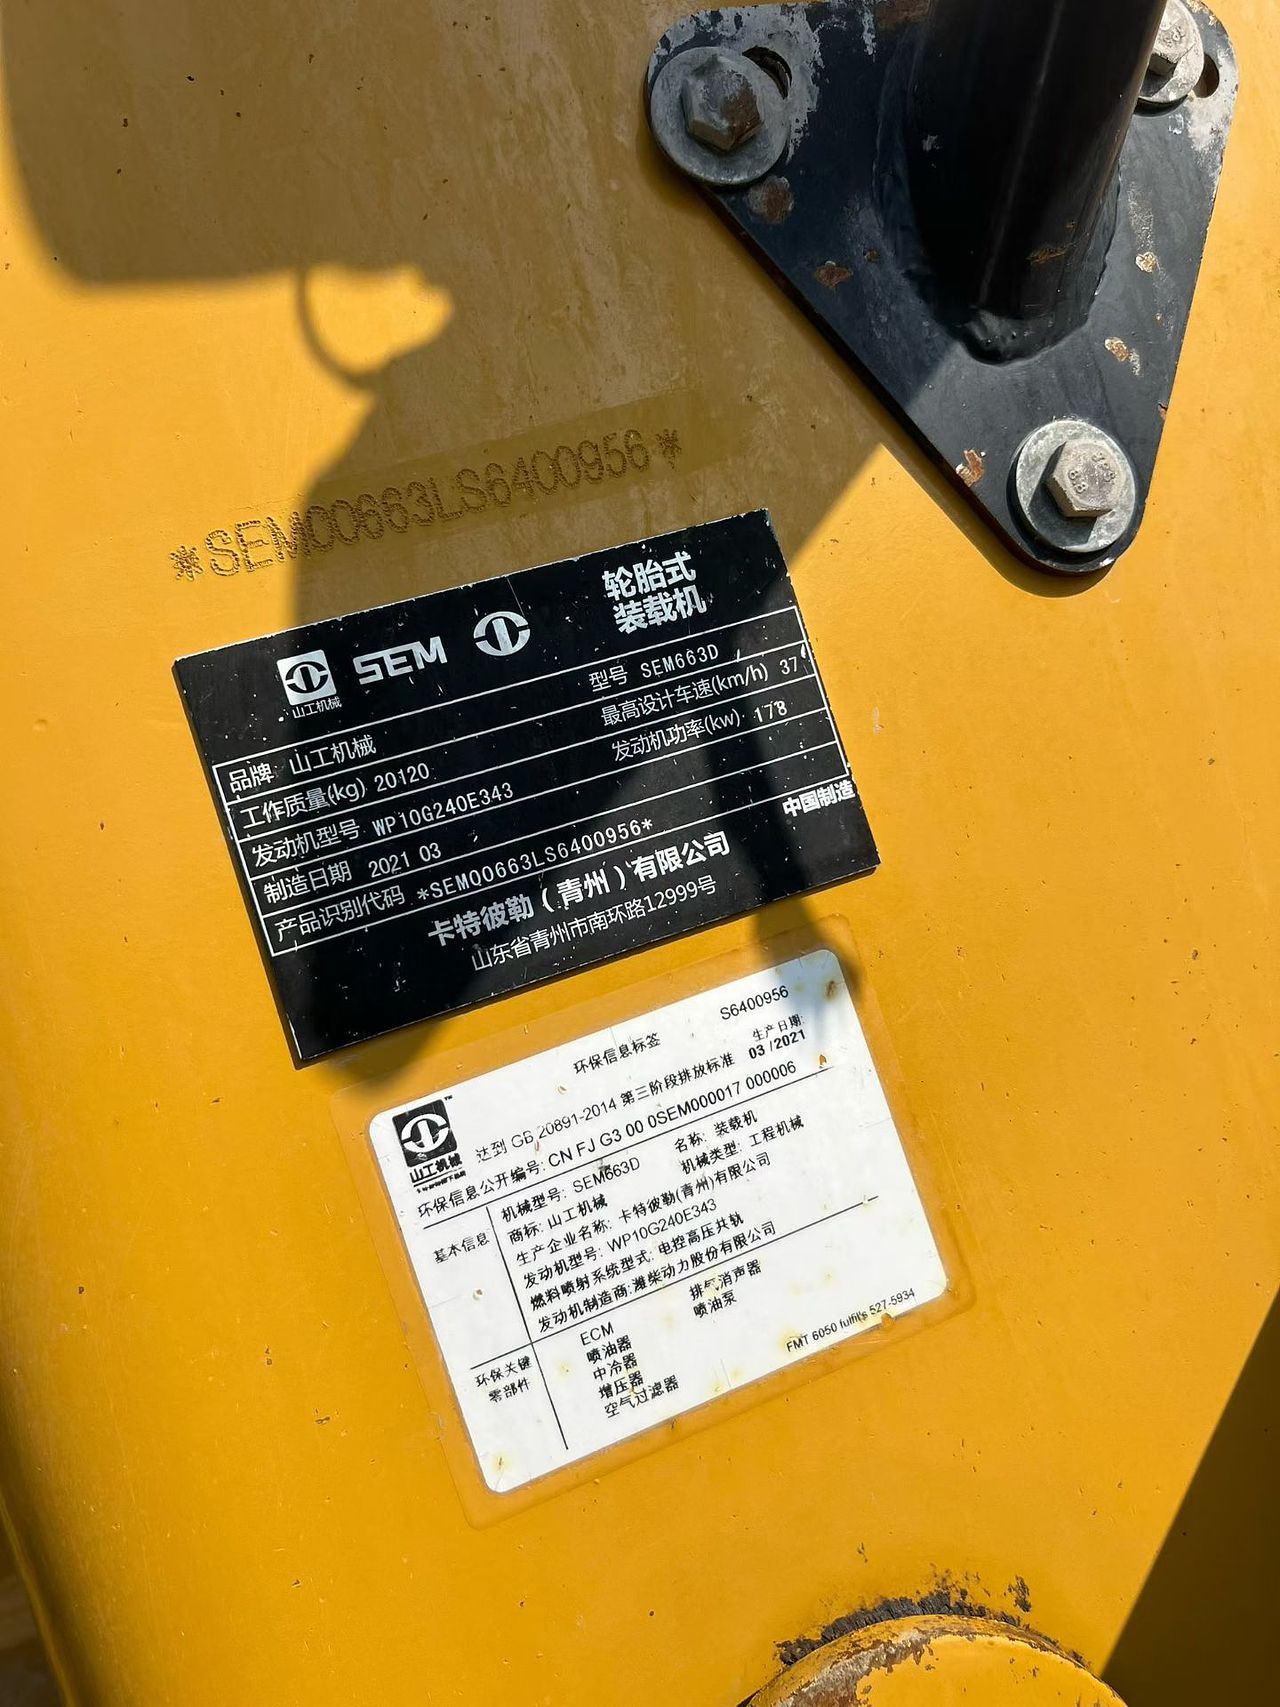 *SEM00663LS6400956*
山工机械
SEM
轮胎式
装载机
品牌 山工机械
型号 SEM663D
工作质量(kg) 20120
最高设计车速(km/h) 37
发动机型号 WP10G240E343
发动机功率(kw) 178
制造日期 2021 03
产品识别代码 *SEM00663LS6400956*
中国制造
卡特彼勒（青州）有限公司
山东省青州市南环路12999号
S6400956
环保信息标签
生产日期:
03 /2021
山工机械
达到 GB 20891-2014 第三阶段排放标准
环保信息公开编号: CN FJ G3 00 0SEM000017 000006
基本信息
机械型号: SEM663D
名称: 装载机
商标: 山工机械
机械类型: 工程机械
生产企业名称: 卡特彼勒(青州)有限公司
发动机型号: WP10G240E343
燃料喷射系统型式: 电控高压共轨
发动机制造商: 潍柴动力股份有限公司
环保关键
零部件
ECM
排气消声器
喷油器
喷油泵
中冷器
增压器
空气过滤器
FMT 6050 fulfil's 527-5934